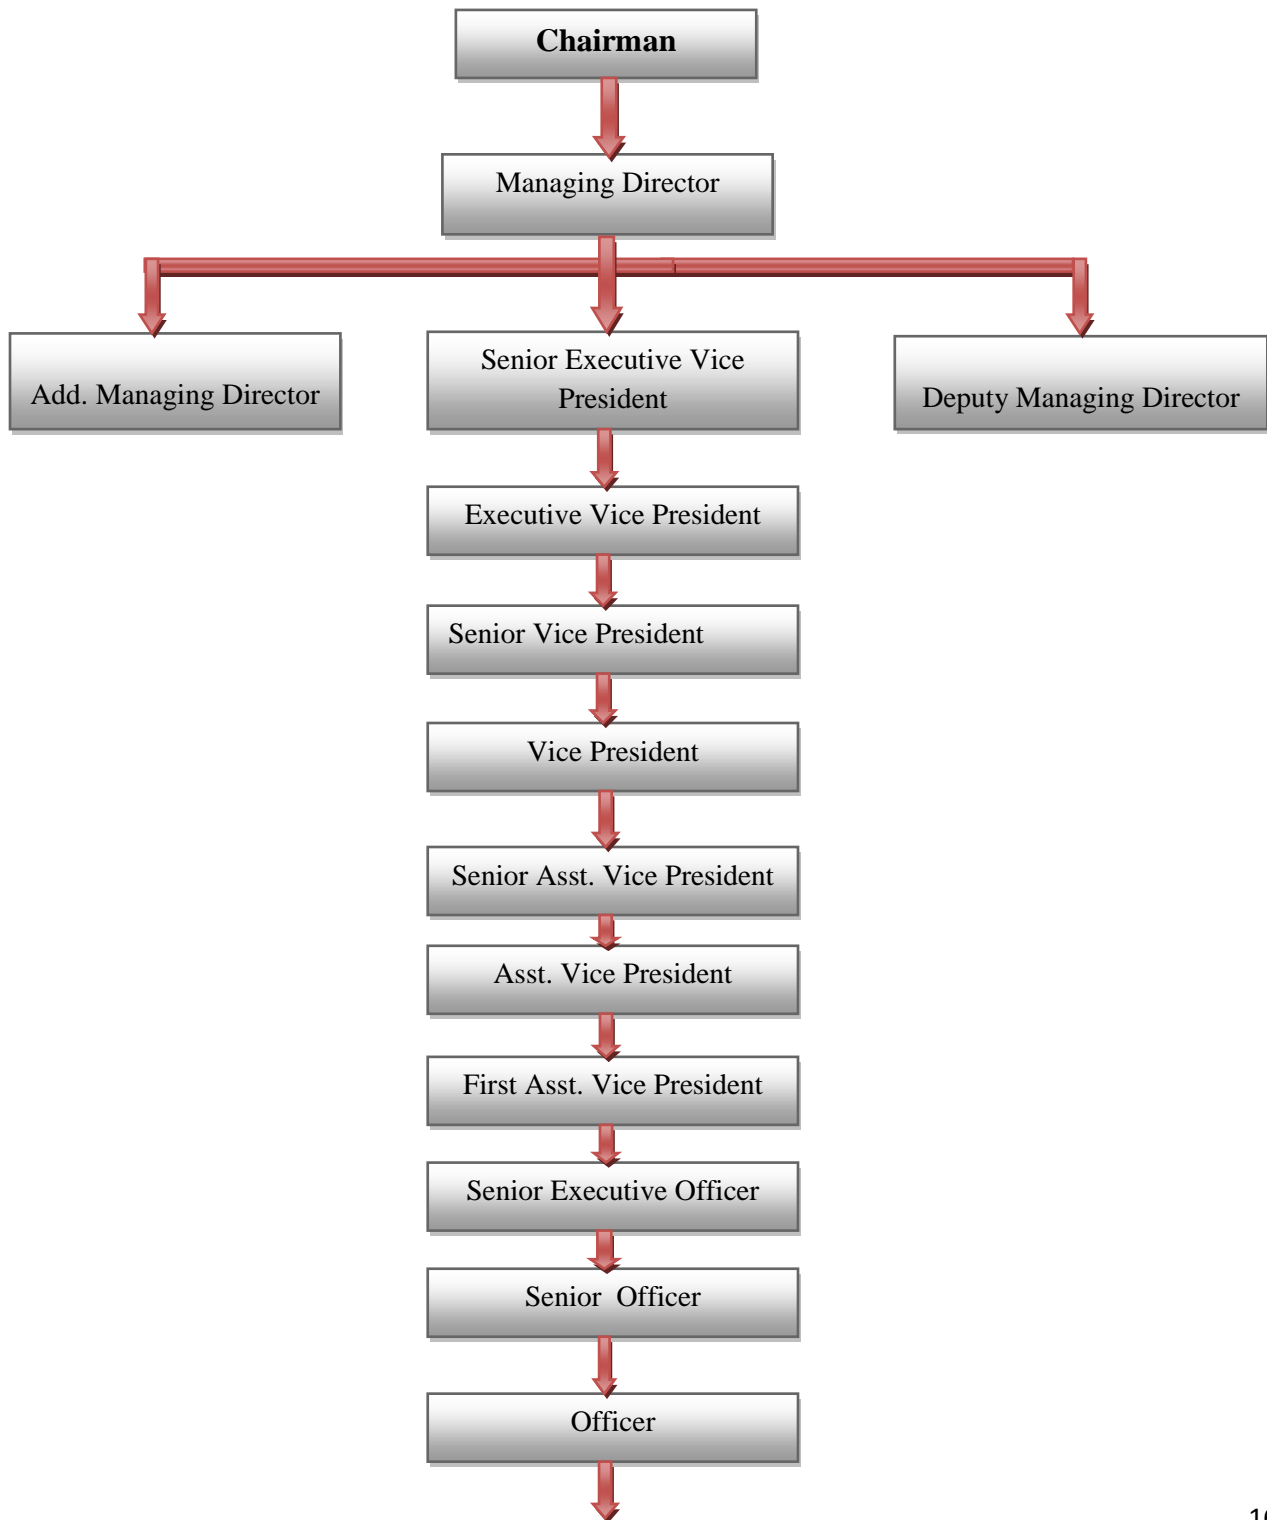 Chairman
Managing Director
Add. Managing Director
Senior Executive Vice
President
Deputy Managing Director
Executive Vice President
Senior Vice President
Vice President
Senior Asst. Vice President
Asst. Vice President
First Asst. Vice President
Senior Executive Officer
Senior  Officer
Officer